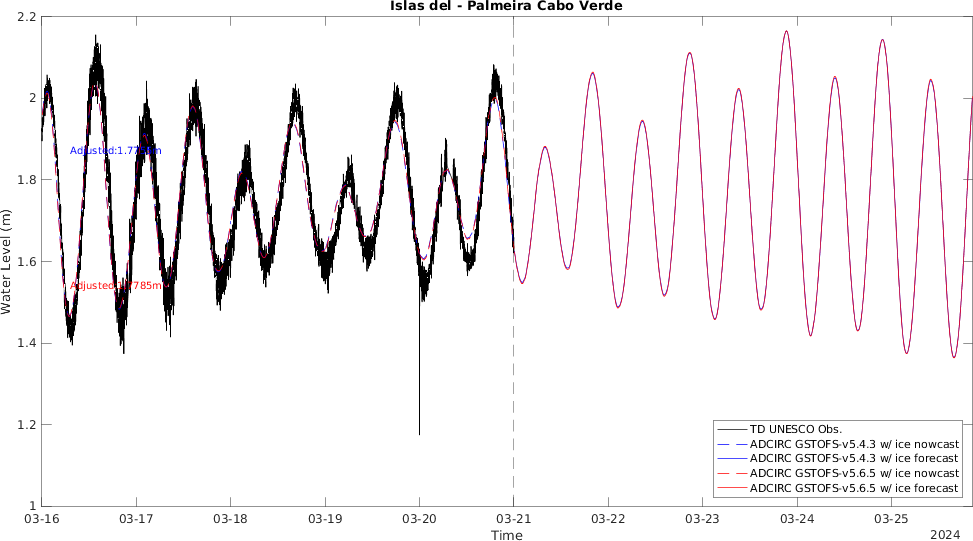 Islas del - Palmeira Cabo Verde
2.2
2
1.8
1.6
1.4
1.2
1
Water Level (m)
Adjusted:
Adjusted:
TD UNESCO Obs.
ADCIRC GSTOFS-v5.4.3 w/ ice nowcast
ADCIRC GSTOFS-v5.4.3 w/ ice forecast
ADCIRC GSTOFS-v5.6.5 w/ ice nowcast
ADCIRC GSTOFS-v5.6.5 w/ ice forecast
03-16 03-17 03-18 03-19 03-20 03-21 03-22 03-23 03-24 03-25
Time
2024